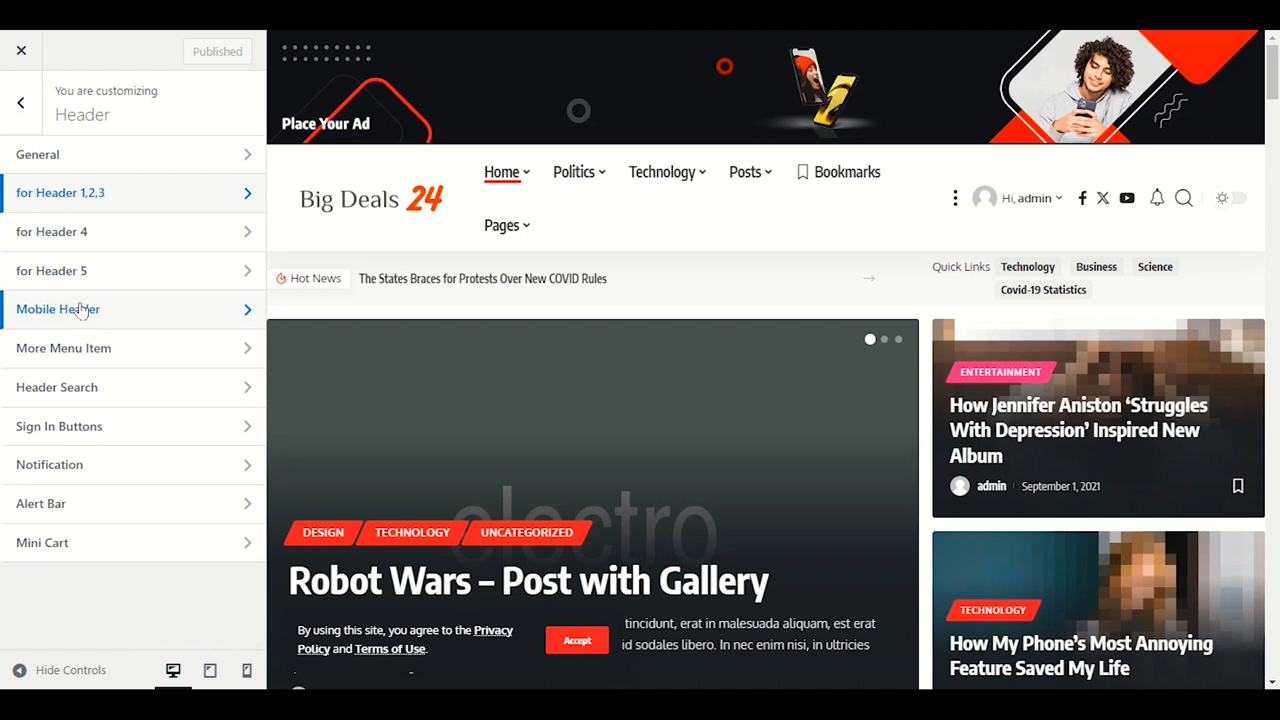 Published
You are customizing
Header
General
for Header 1,2,3
for Header 4
for Header 5
Mobile Header
More Menu Item
Header Search
Sign In Buttons
Notification
Alert Bar
Mini Cart
Hide Controls
Place Your Ad
Big Deals 24
Home Politics Technology Posts Bookmarks
Pages
Hi, admin
Hot News The States Braces for Protests Over New COVID Rules
Quick Links Technology Business Science
Covid-19 Statistics
electro
DESIGN TECHNOLOGY UNCATEGORIZED
Robot Wars – Post with Gallery
By using this site, you agree to the Privacy
Policy and Terms of Use.
Accept
tincidunt, erat in malesuada aliquam, est erat
id sodales libero. In nec enim nisi, in ultricies
ENTERTAINMENT
How Jennifer Aniston ‘Struggles
With Depression’ Inspired New
Album
admin September 1, 2021
TECHNOLOGY
How My Phone’s Most Annoying
Feature Saved My Life